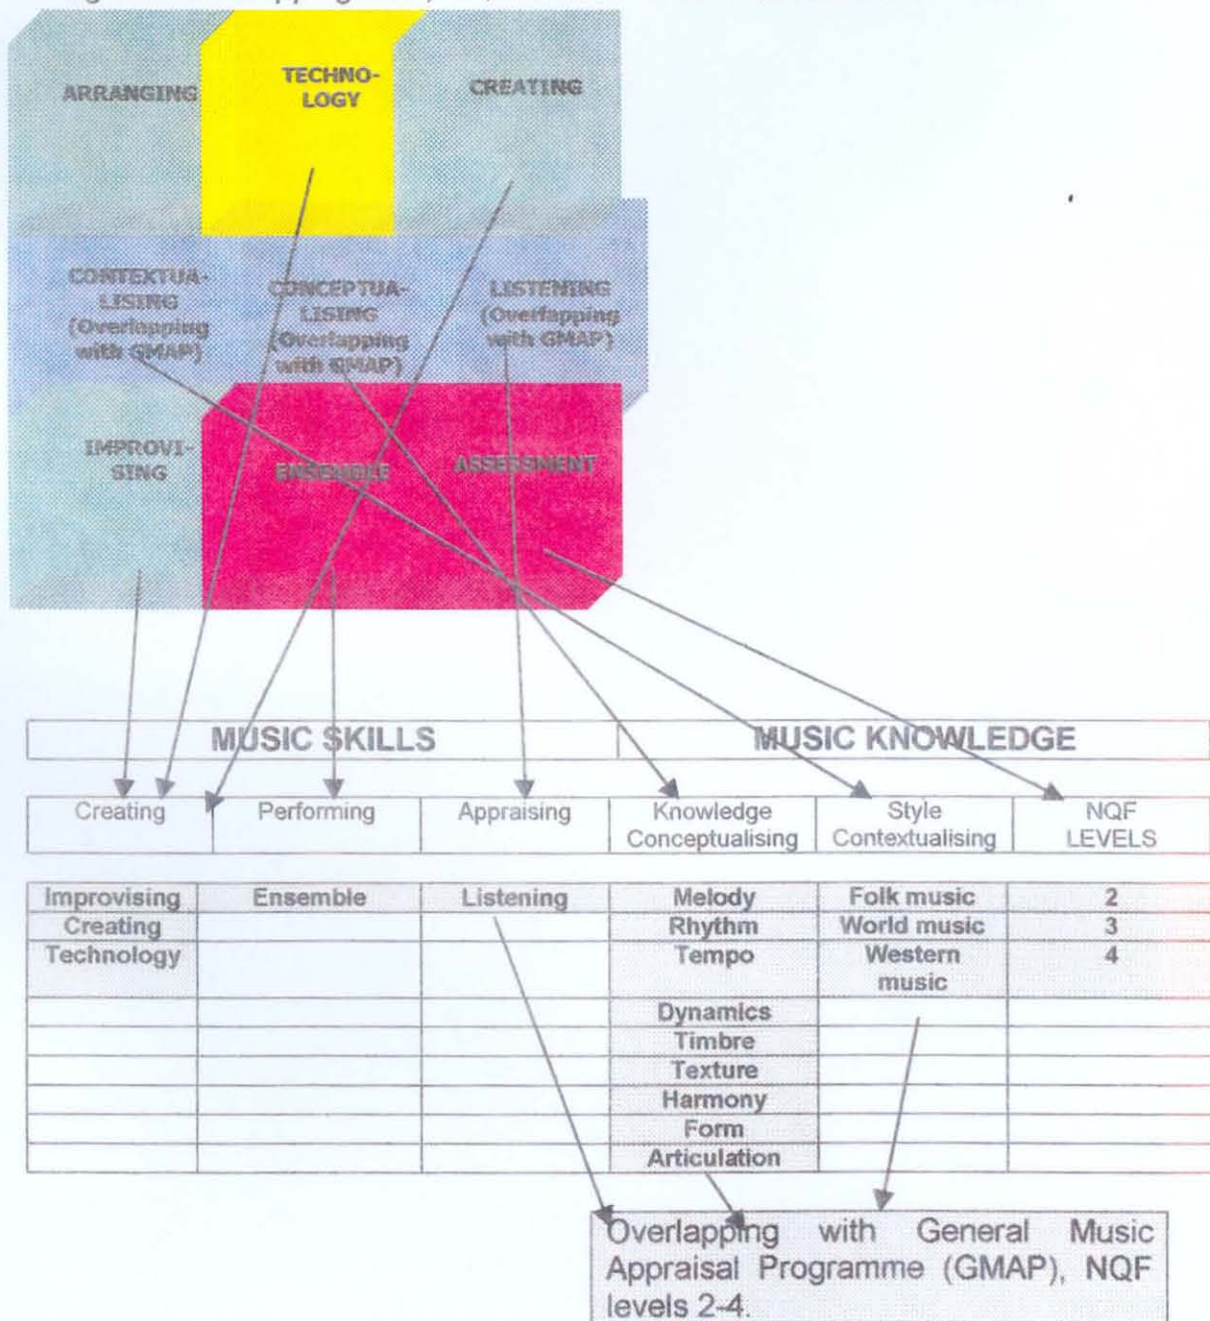 ARRANGING
TECHNO-
LOGY
CREATING
CONTEXTUA-
LISING
(Overlapping
with GMAP)
CONCEPTUA-
LISING
(Overlapping
with GMAP)
LISTENING
(Overlapping
with GMAP)
IMPROVI-
SING
ENSEMBLE
ASSESSMENT
MUSIC SKILLS
MUSIC KNOWLEDGE
Creating
Performing
Appraising
Knowledge
Conceptualising
Style
Contextualising
NQF
LEVELS
Improvising
Ensemble
Listening
Melody
Folk music
2
Creating
Rhythm
World music
3
Technology
Tempo
Western
music
4
Dynamics
Timbre
Texture
Harmony
Form
Articulation
Overlapping with General Music
Appraisal Programme (GMAP), NQF
levels 2-4.